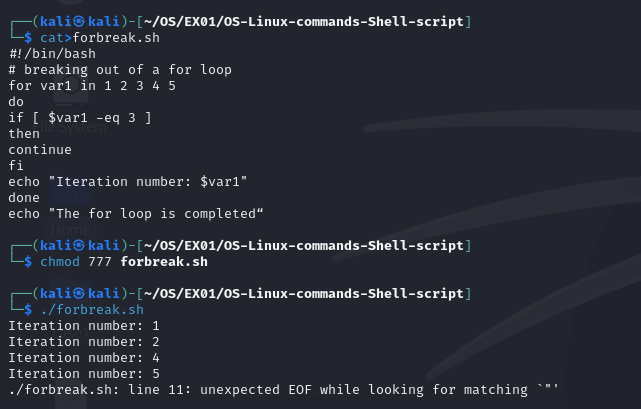 ┌──(kali㉿kali)-[~/OS/EX01/OS-Linux-commands-Shell-script]
└─$ cat>forbreak.sh
#!/bin/bash
# breaking out of a for loop
for var1 in 1 2 3 4 5
do
if [ $var1 -eq 3 ]
then
continue
fi
echo "Iteration number: $var1"
done
echo "The for loop is completed“
┌──(kali㉿kali)-[~/OS/EX01/OS-Linux-commands-Shell-script]
└─$ chmod 777 forbreak.sh
┌──(kali㉿kali)-[~/OS/EX01/OS-Linux-commands-Shell-script]
└─$ ./forbreak.sh
Iteration number: 1
Iteration number: 2
Iteration number: 4
Iteration number: 5
./forbreak.sh: line 11: unexpected EOF while looking for matching `"'
File System
Home